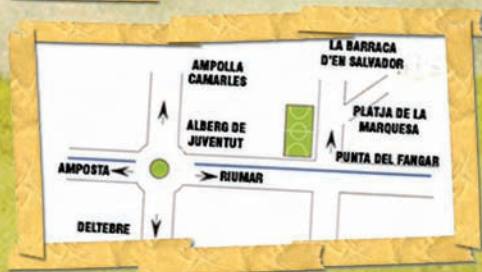 LA BARRACA
D'EN SALVADOR
AMPOLLA
CAMARLES
PLATJA DE LA
MARQUESA
ALBERG DE
JUVENTUT
PUNTA DEL FANGAR
AMPOSTA
RIUMAR
DELTEBRE